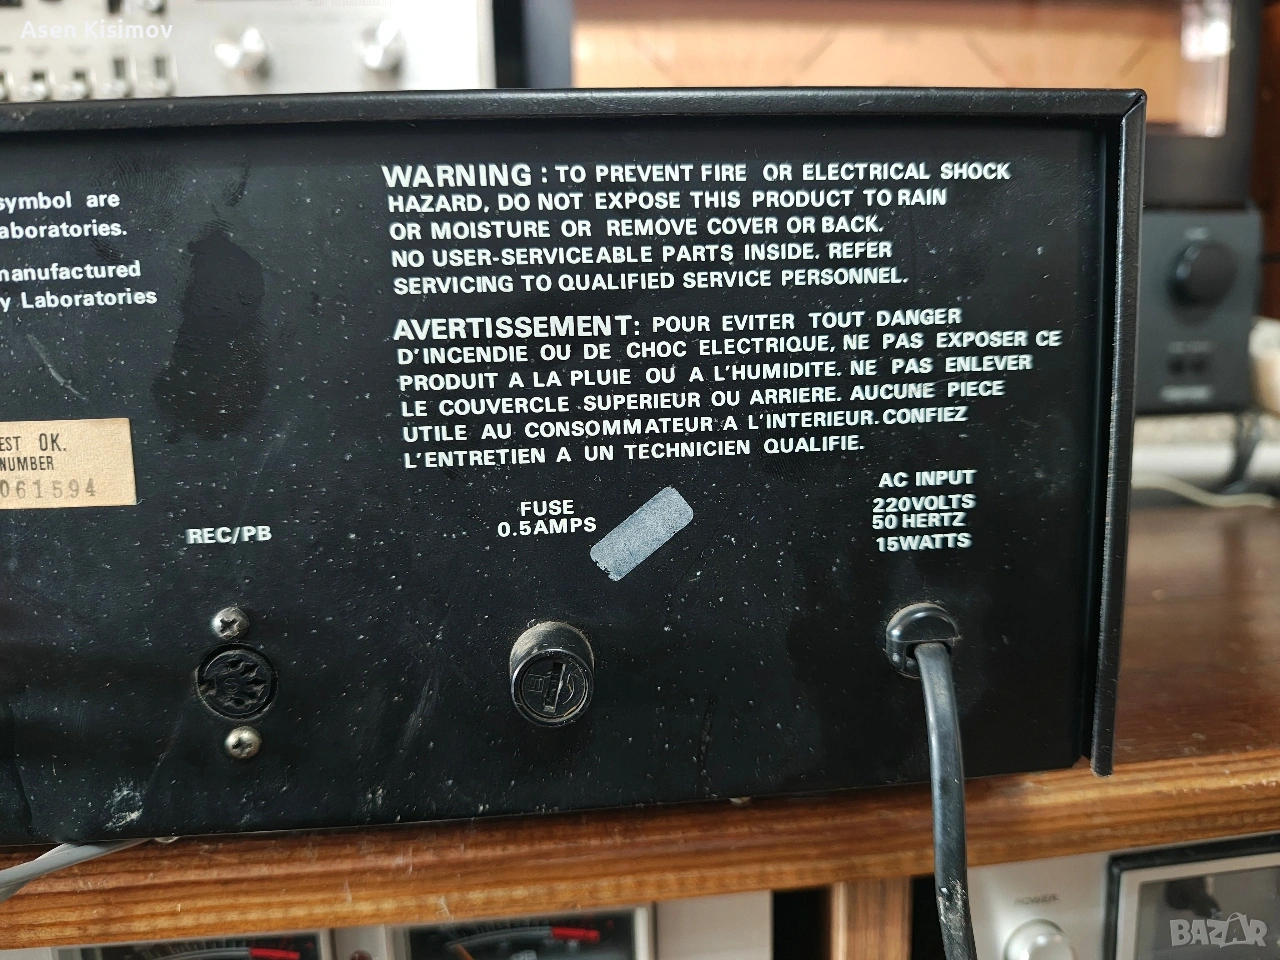 Asen Kisimov
symbol are
aboratories.
manufactured
y Laboratories
EST OK.
NUMBER
061594
REC/PB
WARNING : TO PREVENT FIRE OR ELECTRICAL SHOCK
HAZARD, DO NOT EXPOSE THIS PRODUCT TO RAIN
OR MOISTURE OR REMOVE COVER OR BACK.
NO USER-SERVICEABLE PARTS INSIDE. REFER
SERVICING TO QUALIFIED SERVICE PERSONNEL.
AVERTISSEMENT: POUR EVITER TOUT DANGER
D'INCENDIE OU DE CHOC ELECTRIQUE, NE PAS EXPOSER CE
PRODUIT A LA PLUIE OU A L'HUMIDITE. NE PAS ENLEVER
LE COUVERCLE SUPERIEUR OU ARRIERE. AUCUNE PIECE
UTILE AU CONSOMMATEUR A L'INTERIEUR. CONFIEZ
L'ENTRETIEN A UN TECHNICIEN QUALIFIE.
FUSE
0.5AMPS
AC INPUT
220VOLTS
50 HERTZ
15WATTS
POWER
BAZAR